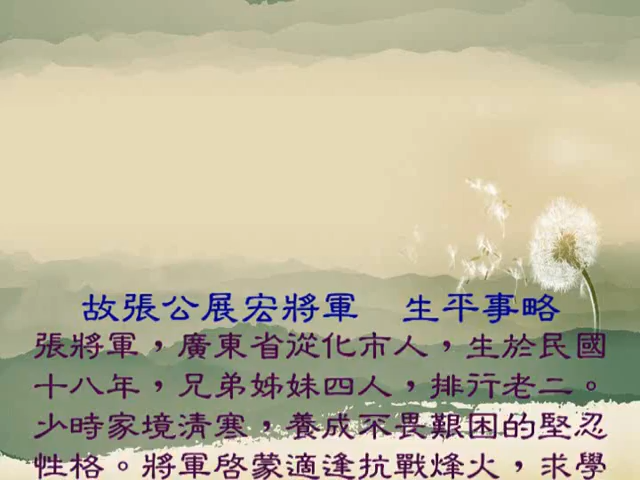 故張公展宏將軍　生平事略
張將軍，廣東省從化市人，生於民國
十八年，兄弟姊妹四人，排行老二。
少時家境清寒，養成不畏艱困的堅忍
性格。將軍啓蒙適逢抗戰烽火，求學